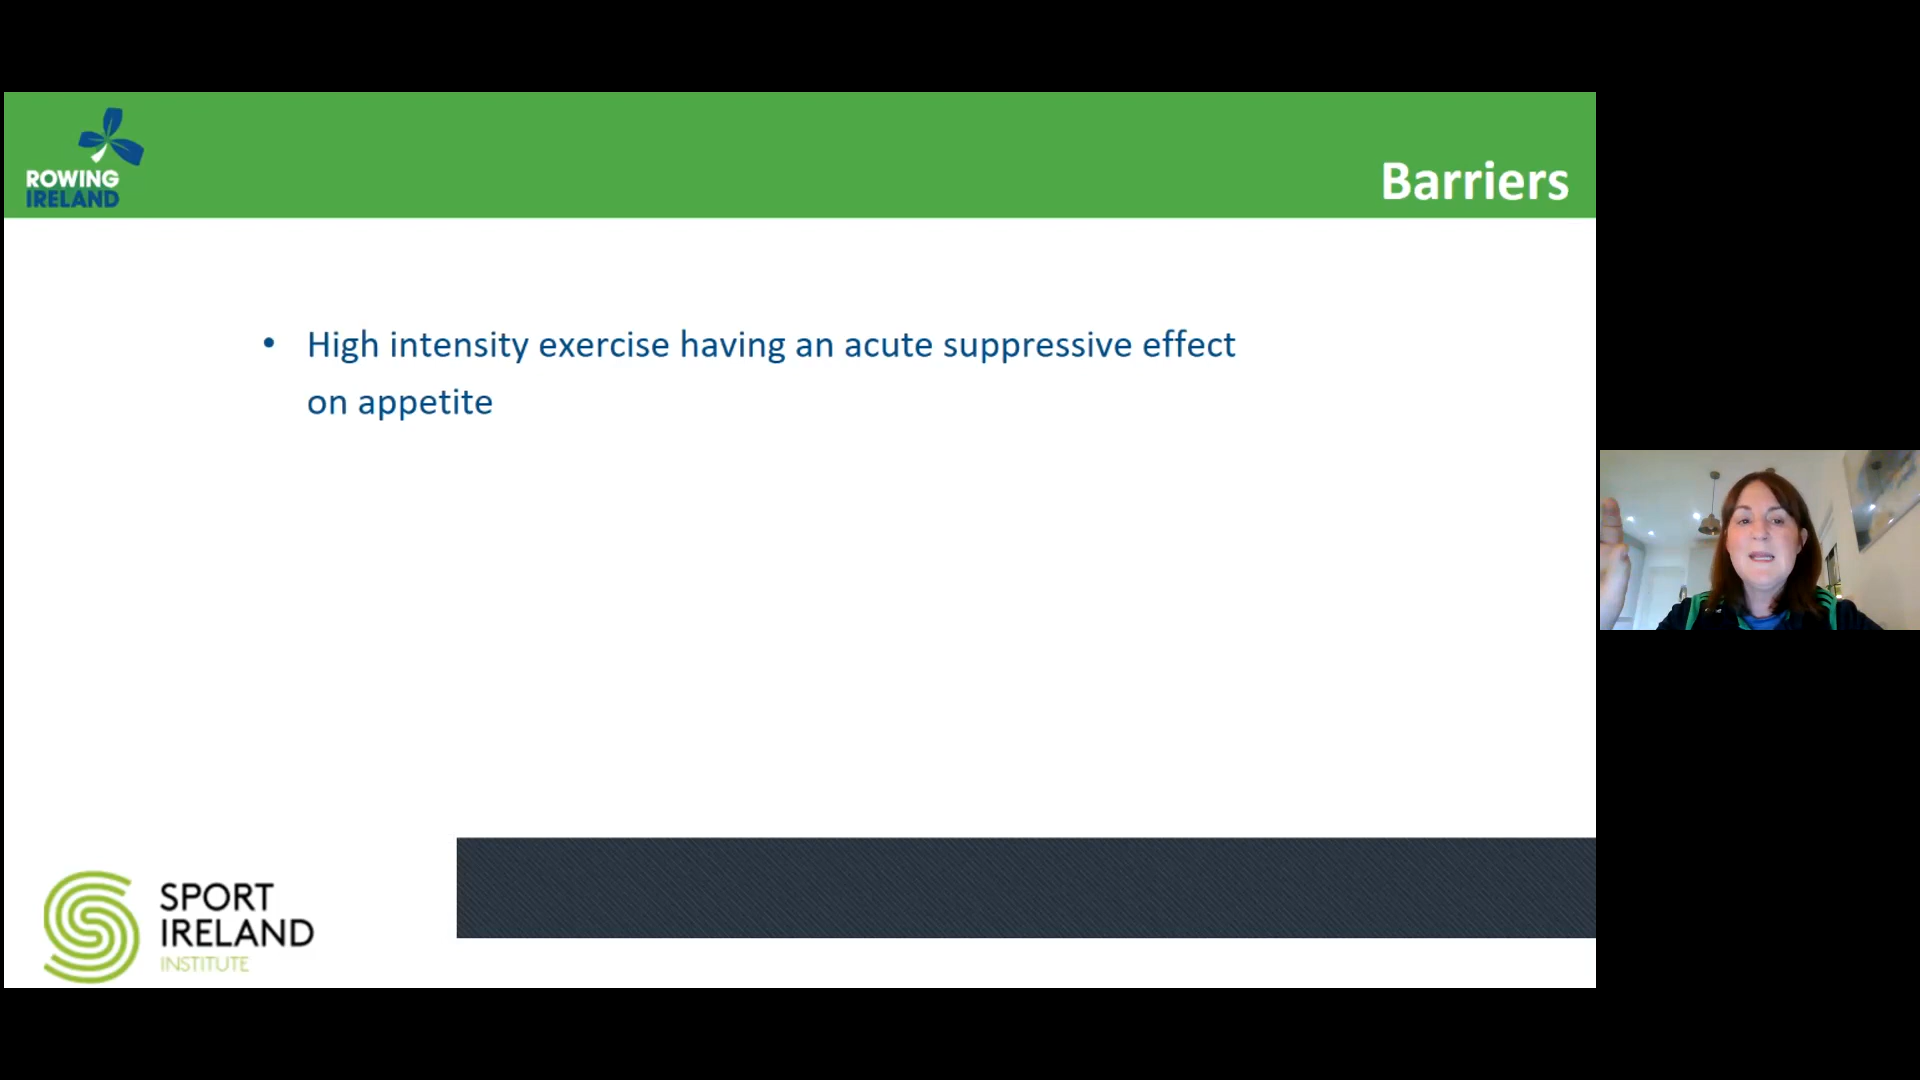 ROWING
IRELAND
Barriers
• High intensity exercise having an acute suppressive effect
on appetite
SPORT
IRELAND
INSTITUTE